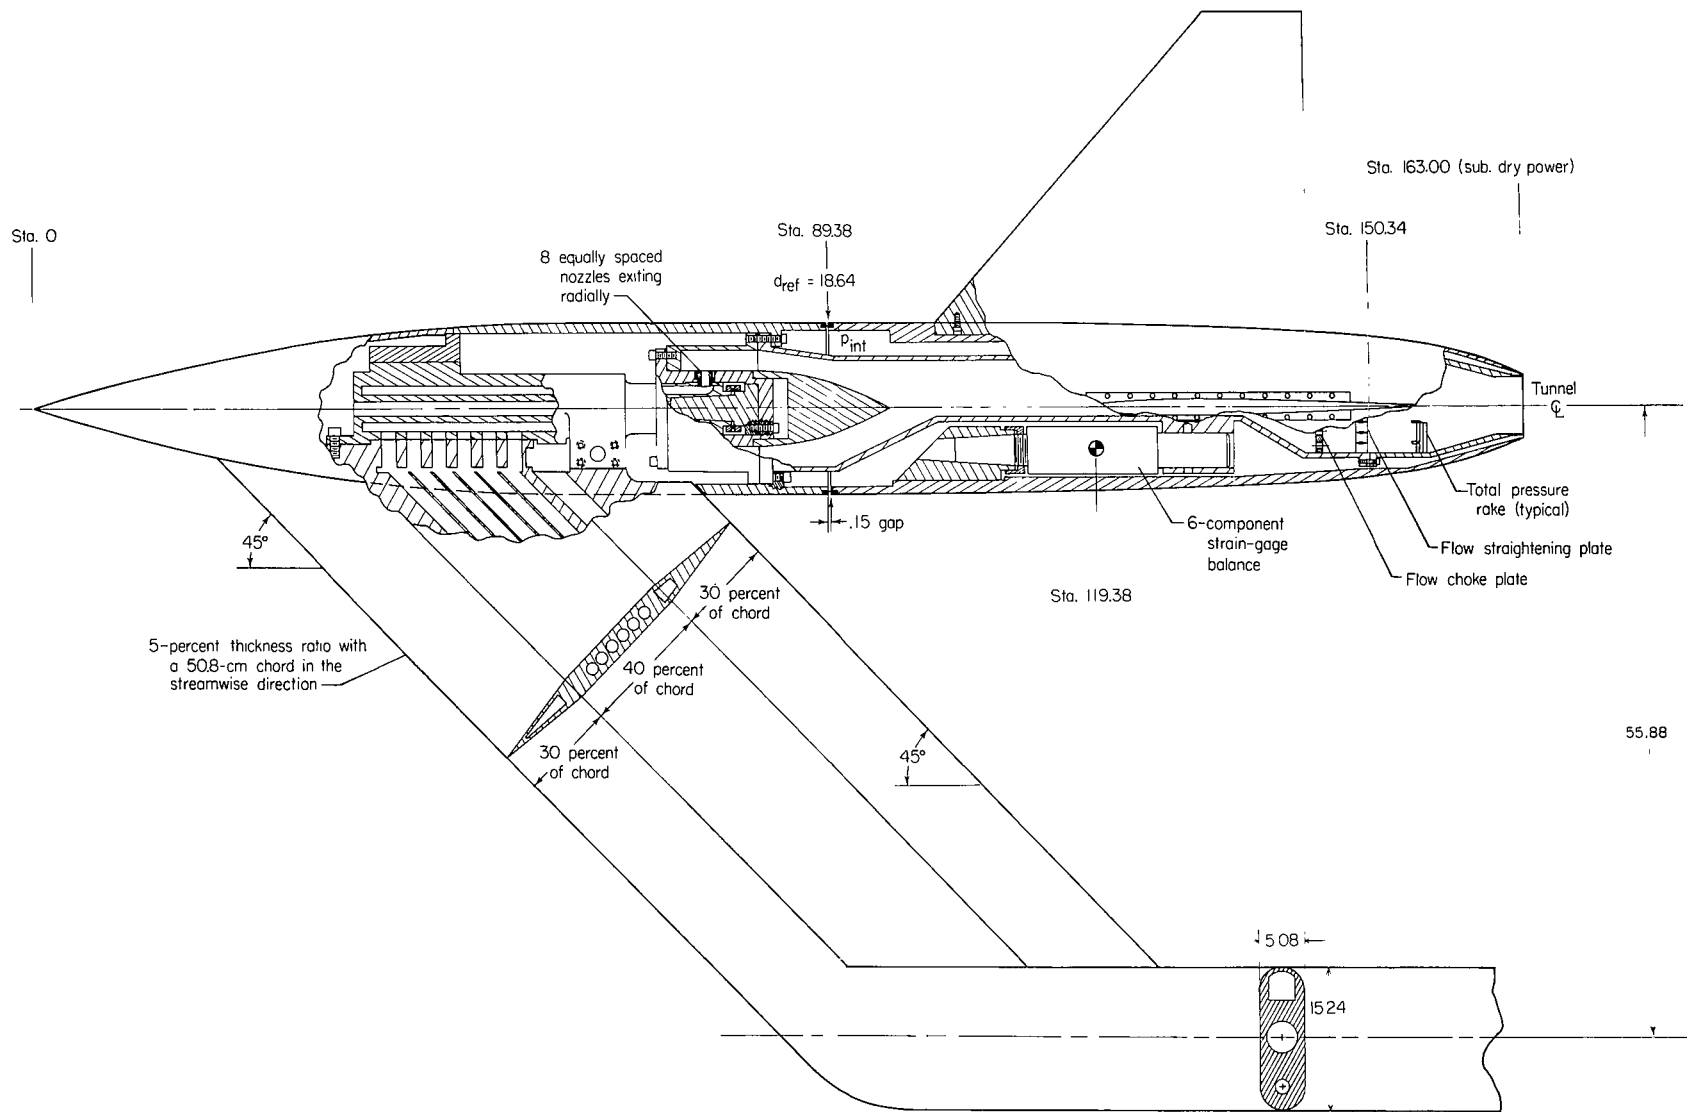 Sta. 163.00 (sub. dry power)
Sta. 0
Sta. 89.38
Sta. 150.34
8 equally spaced
nozzles exiting
radially
dref = 18.64
Pint
Tunnel
℄
Total pressure
rake (typical)
.15 gap
6-component
strain-gage
balance
Flow straightening plate
Flow choke plate
45°
Sta. 119.38
30 percent
of chord
5-percent thickness ratio with
a 50.8-cm chord in the
streamwise direction
40 percent
of chord
30 percent
of chord
45°
55.88
5.08
15.24